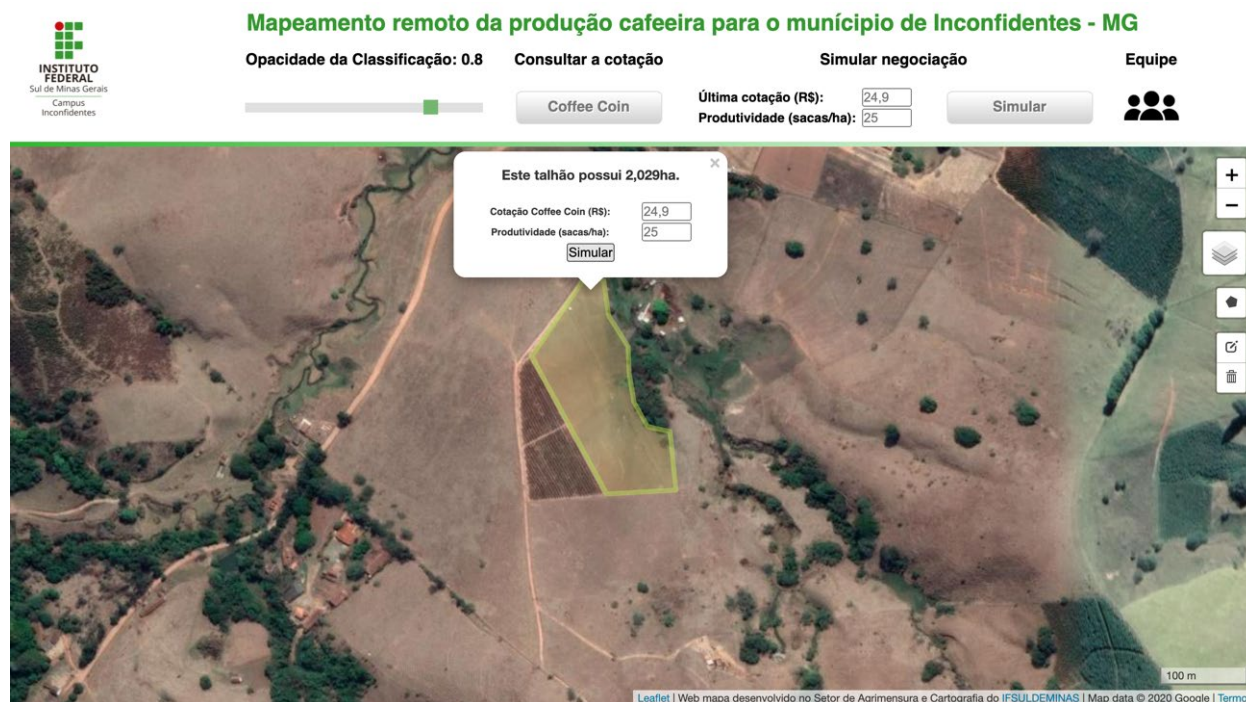 Mapeamento remoto da produção cafeeira para o munícipio de Inconfidentes - MG
INSTITUTO
FEDERAL
Sul de Minas Gerais
Campus
Inconfidentes
Opacidade da Classificação: 0.8
Consultar a cotação
Coffee Coin
Simular negociação
Última cotação (R$): 24,9
Produtividade (sacas/ha): 25
Simular
Equipe
×
Este talhão possui 2,029ha.
Cotação Coffee Coin (R$): 24,9
Produtividade (sacas/ha): 25
Simular
+
−
100 m
Leaflet | Web mapa desenvolvido no Setor de Agrimensura e Cartografia do IFSULDEMINAS | Map data © 2020 Google | Termo